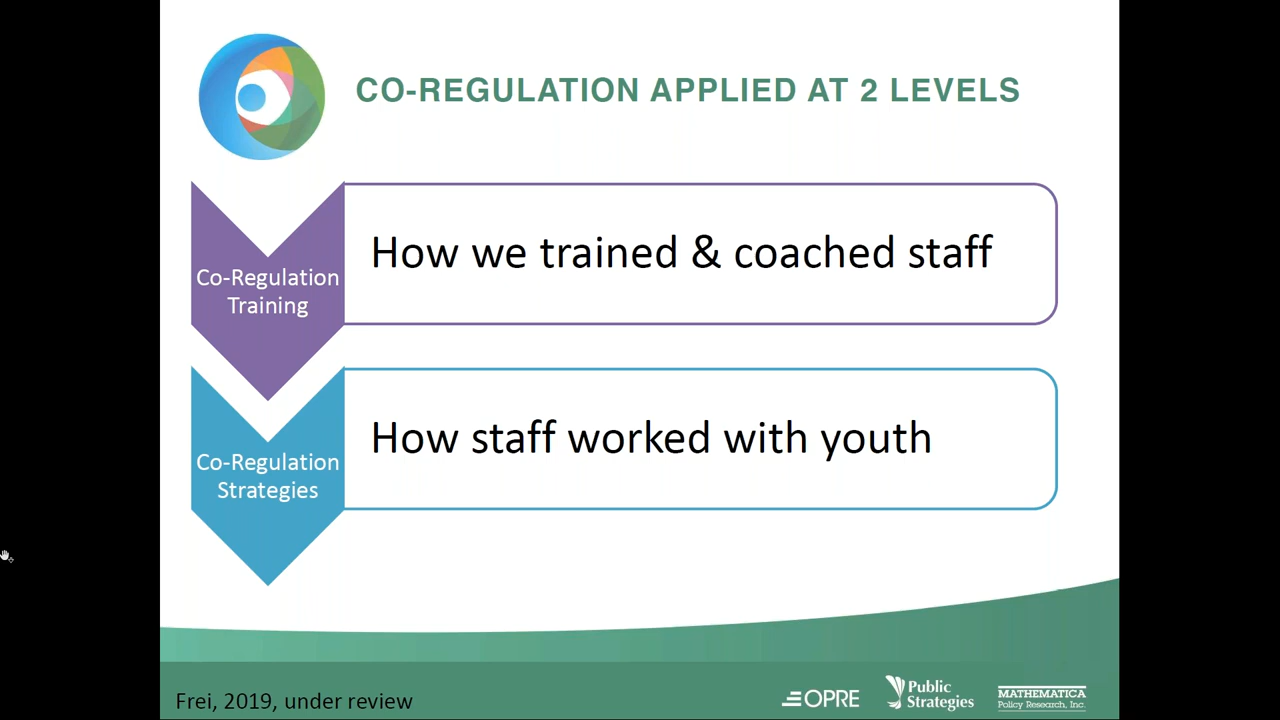 CO-REGULATION APPLIED AT 2 LEVELS
Co-Regulation
Training
How we trained & coached staff
Co-Regulation
Strategies
How staff worked with youth
Frei, 2019, under review
OPRE
Public
Strategies
MATHEMATICA
Policy Research, Inc.